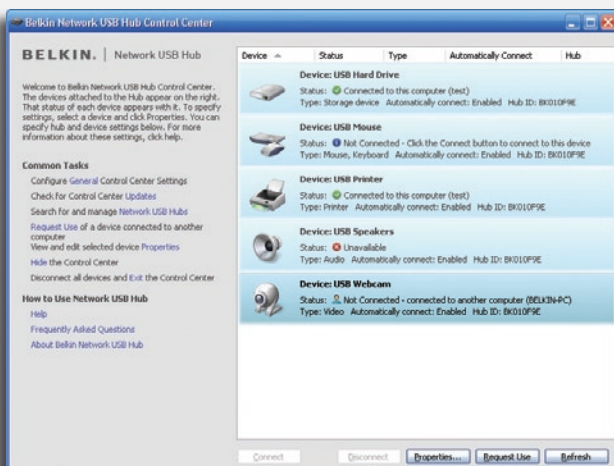 Belkin Network USB Hub Control Center
BELKIN. | Network USB Hub
Welcome to Belkin Network USB Hub Control Center.
The devices attached to the Hub appear on the right.
That status of each device appears with it. To specify
settings, select a device and click Properties. You can
specify hub and device settings below. For more
information about these settings, click help.
Common Tasks
Configure General Control Center Settings
Check for Control Center Updates
Search for and manage Network USB Hubs
Request Use of a device connected to another
computer
View and edit selected device Properties
Hide the Control Center
Disconnect all devices and Exit the Control Center
How to Use Network USB Hub
Help
Frequently Asked Questions
About Belkin Network USB Hub
Device Status Type Automatically Connect Hub
Device: USB Hard Drive
Status: Connected to this computer (test)
Type: Storage device Automatically connect: Enabled Hub ID: BK010F9E
Device: USB Mouse
Status: Not Connected - Click the Connect button to connect to this device
Type: Mouse, Keyboard Automatically connect: Enabled Hub ID: BK010F9E
Device: USB Printer
Status: Connected to this computer (test)
Type: Printer Automatically connect: Enabled Hub ID: BK010F9E
Device: USB Speakers
Status: Unavailable
Type: Audio Automatically connect: Enabled Hub ID: BK010F9E
Device: USB Webcam
Status: Not Connected - connected to another computer (BELKIN-PC)
Type: Video Automatically connect: Enabled Hub ID: BK010F9E
Connect Disconnect Properties... Request Use Refresh